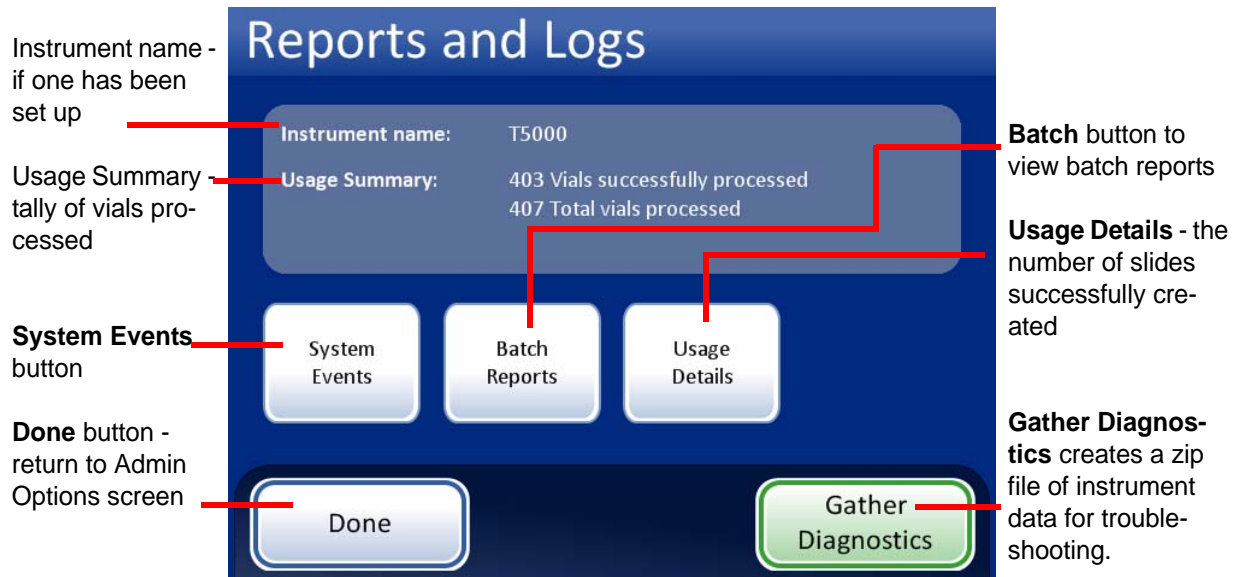 Reports and Logs
Instrument name -
if one has been
set up
Usage Summary -
tally of vials pro-
cessed
System Events
button
Done button -
return to Admin
Options screen
Instrument name: T5000
Usage Summary: 403 Vials successfully processed
407 Total vials processed
System
Events
Batch
Reports
Usage
Details
Done
Gather
Diagnostics
Batch button to
view batch reports
Usage Details - the
number of slides
successfully cre-
ated
Gather Diagnos-
tics creates a zip
file of instrument
data for trouble-
shooting.